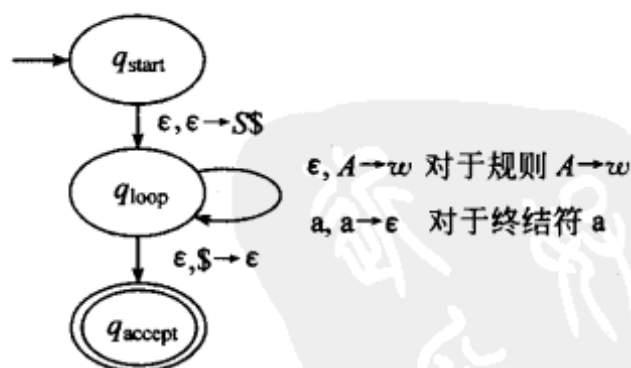 q_start
ε, ε→S$
q_loop
ε, A→w 对于规则 A→w
a, a→ε 对于终结符 a
ε,$→ε
q_accept